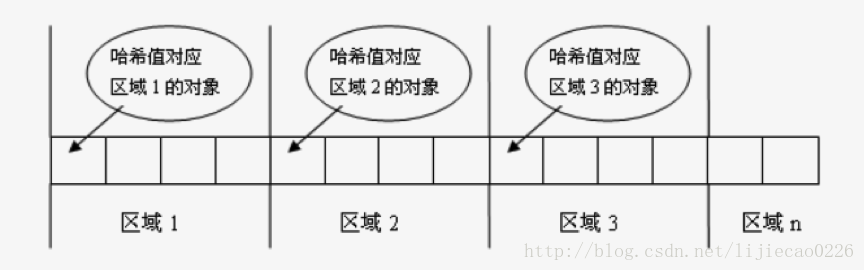 哈希值对应
区域1的对象
哈希值对应
区域2的对象
哈希值对应
区域3的对象
区域1
区域2
区域3
区域n
http://blog.csdn.net/lijiecao0226